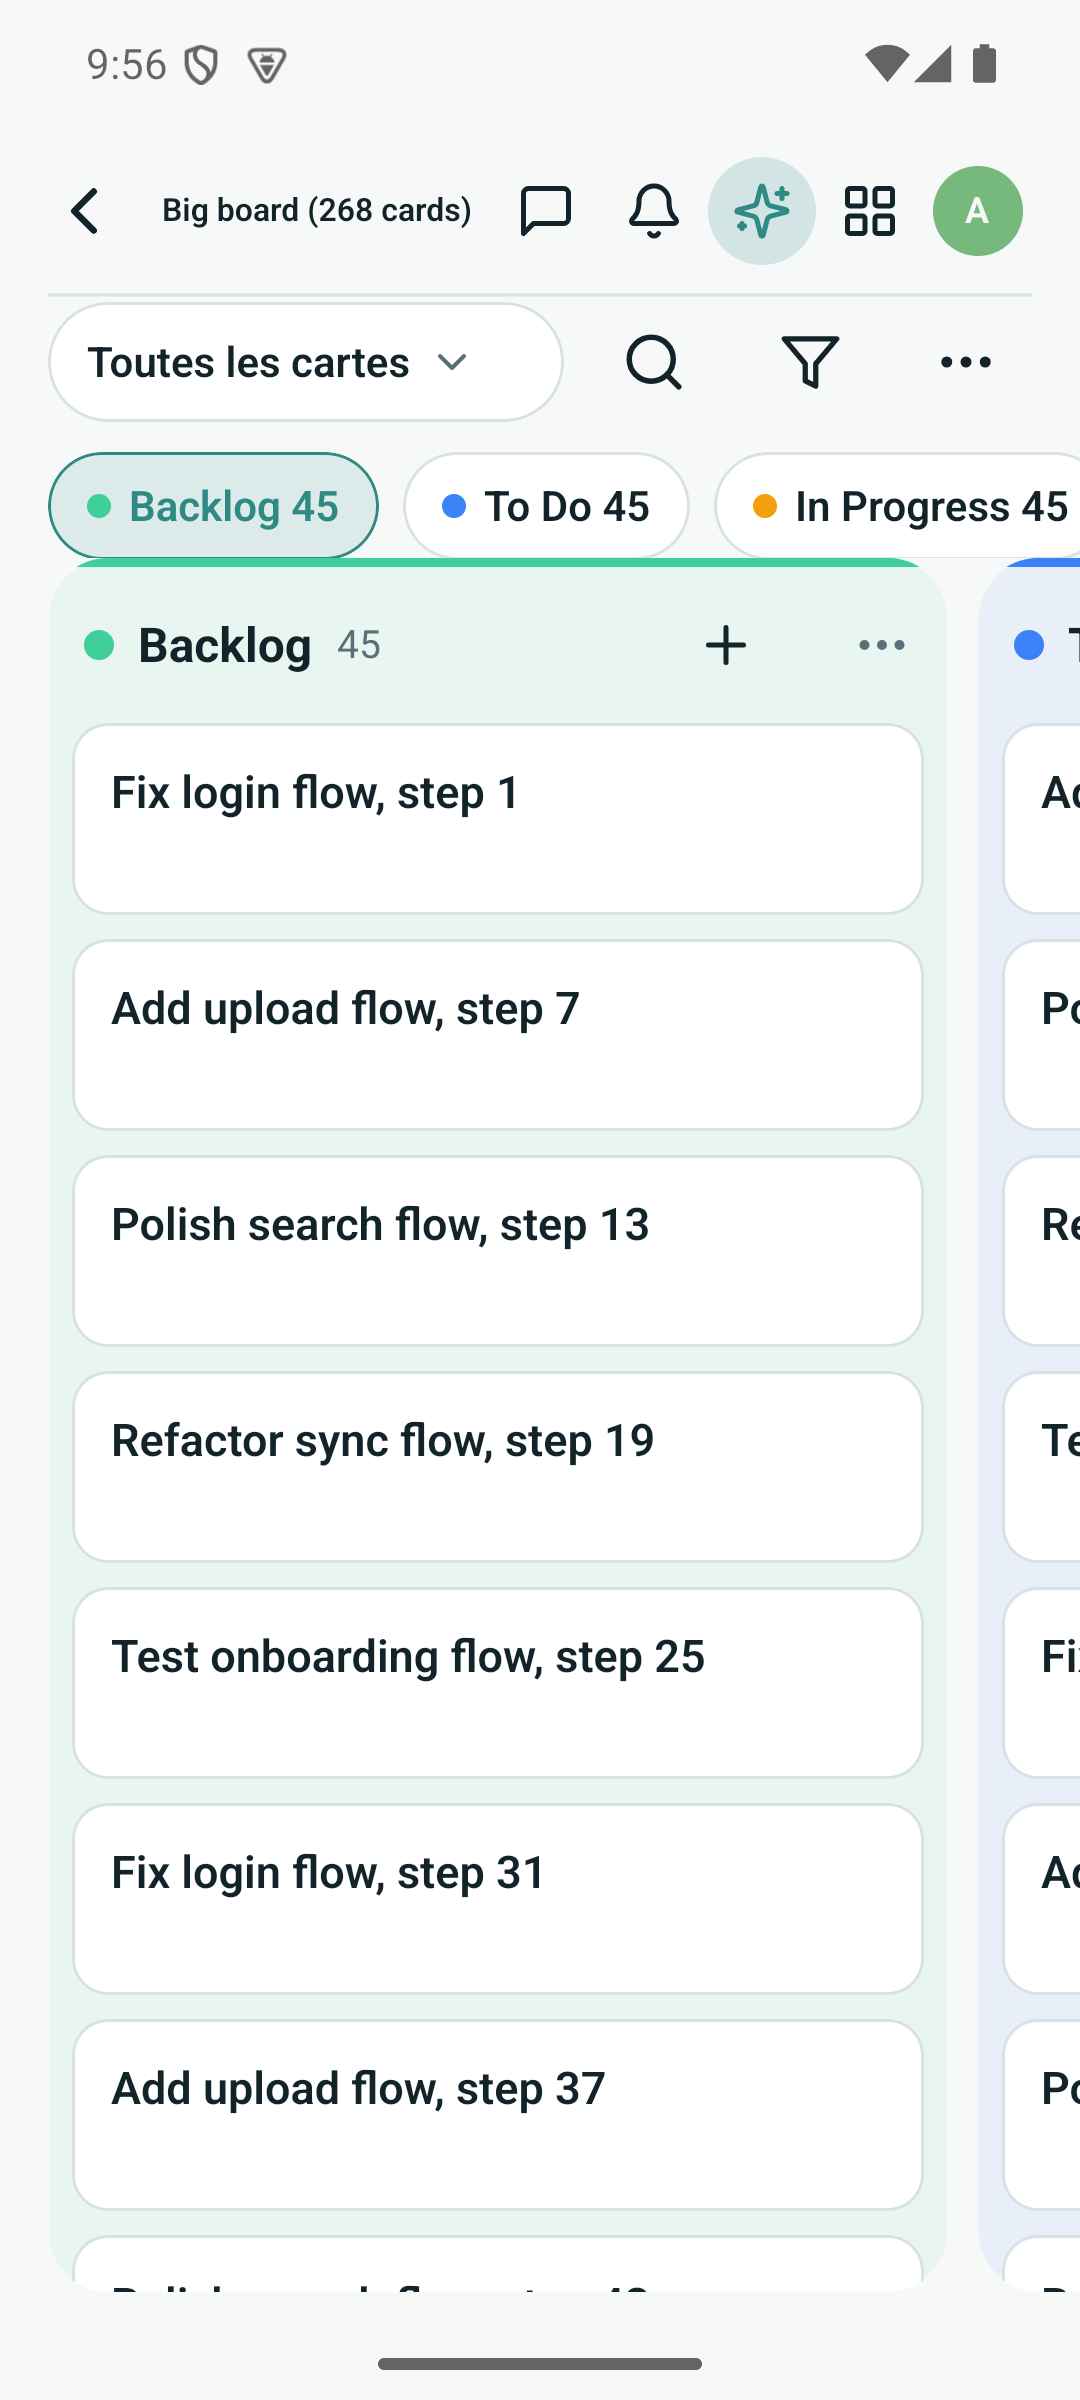 9:56
Big board (268 cards)
A
Toutes les cartes
Backlog 45
To Do 45
In Progress 45
Backlog 45
Fix login flow, step 1
Add upload flow, step 7
Polish search flow, step 13
Refactor sync flow, step 19
Test onboarding flow, step 25
Fix login flow, step 31
Add upload flow, step 37